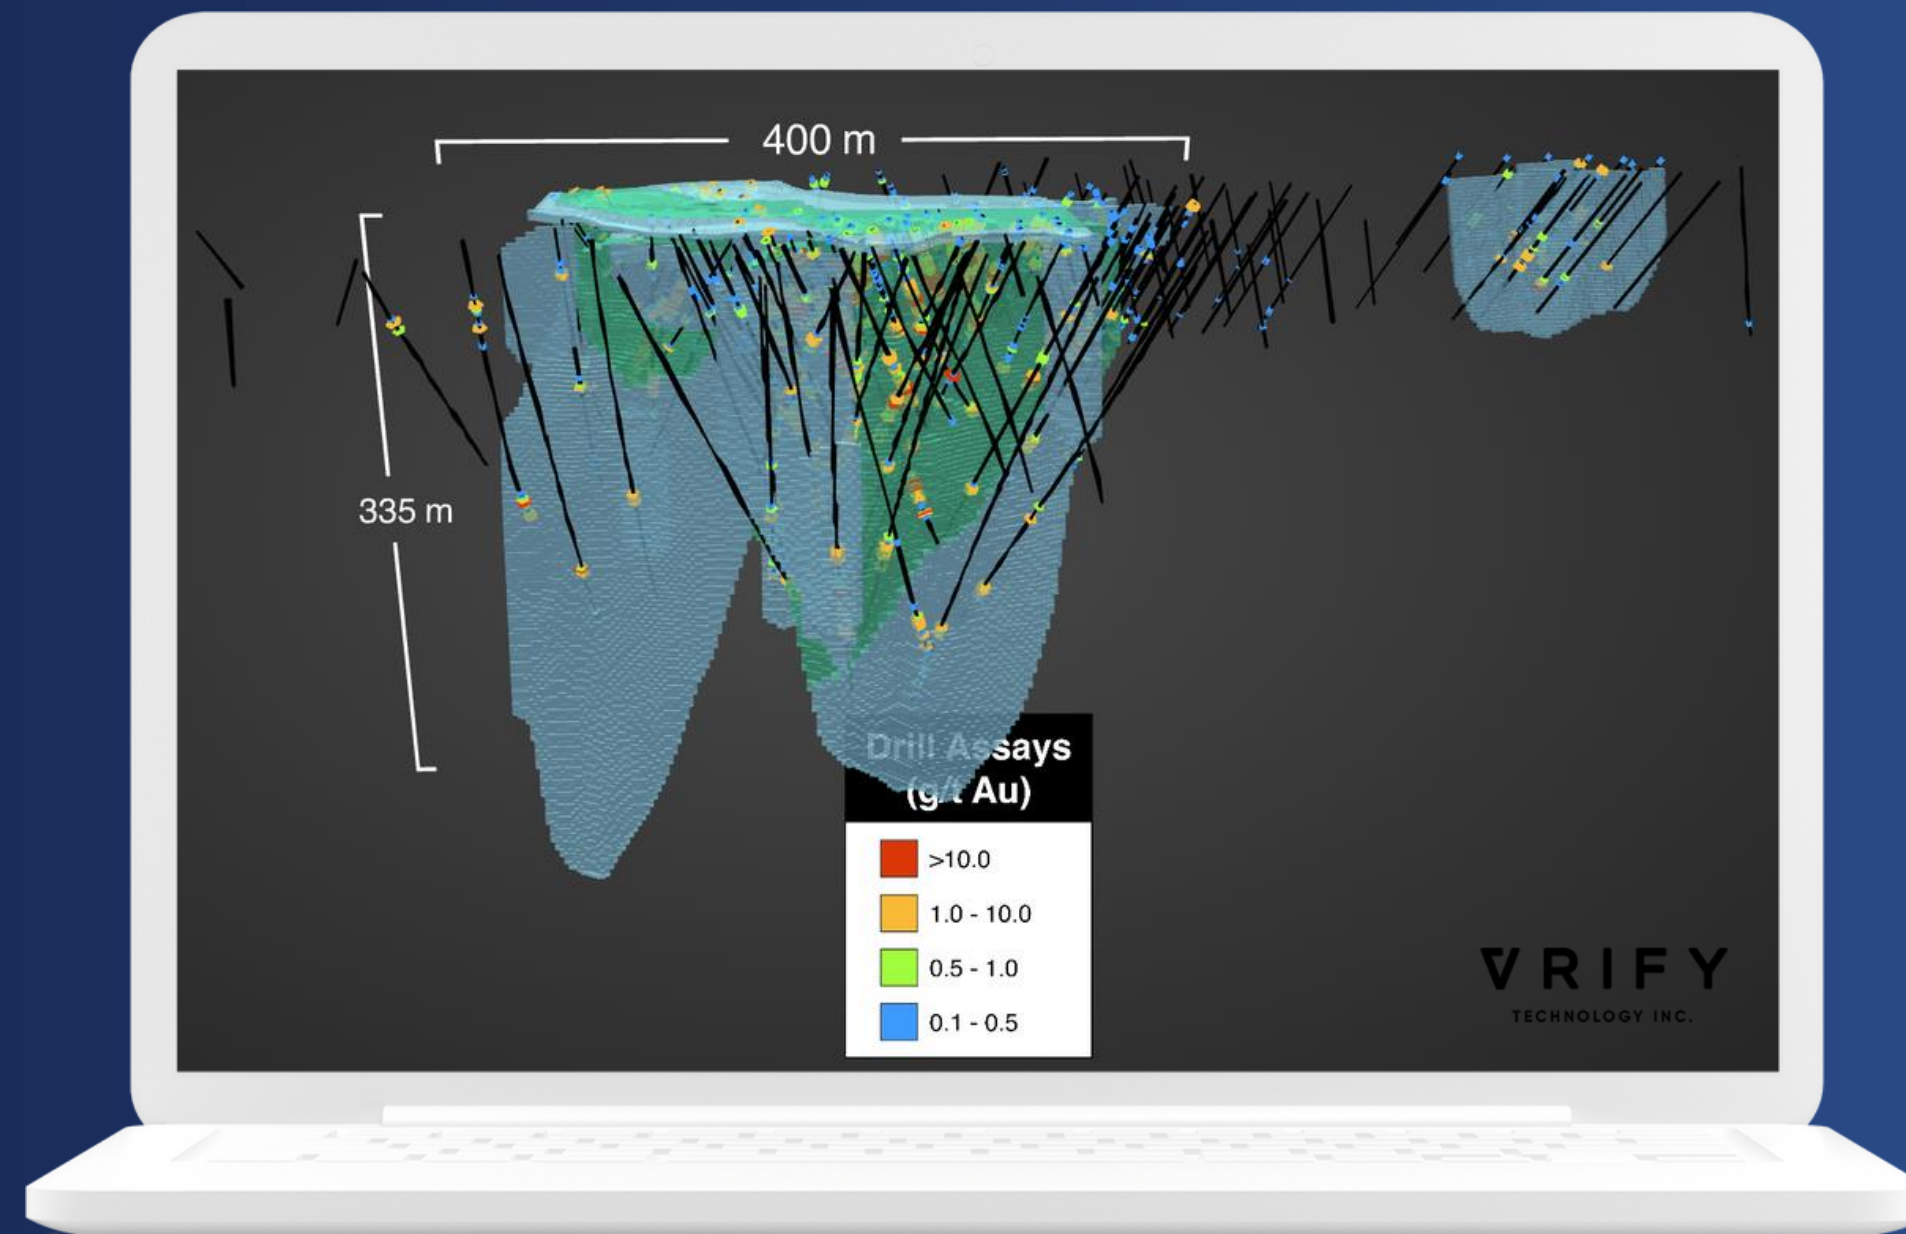 400 m
335 m
Drill Assays
(g/t Au)
>10.0
1.0 - 10.0
0.5 - 1.0
0.1 - 0.5
VRIFY
TECHNOLOGY INC.